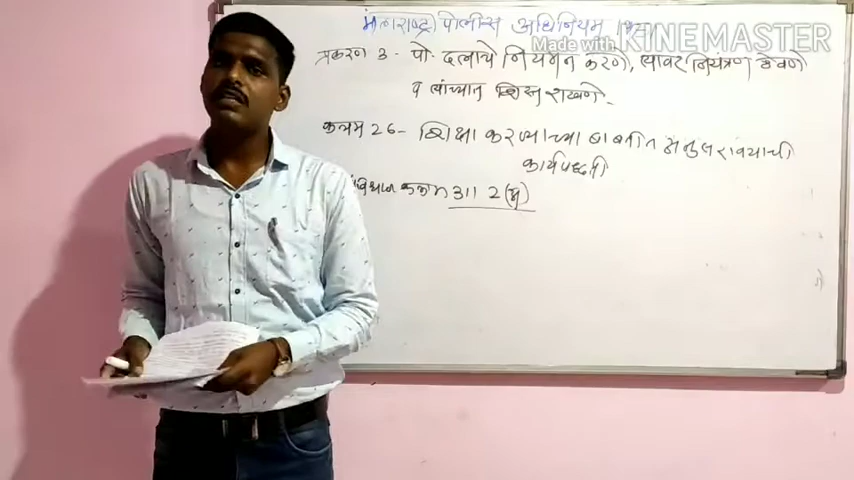 महाराष्ट्र पोलीस अधिनियम
Made with KINEMASTER
प्रकरण 3 - पो. दलाचे नियमन करणे, त्यावर नियंत्रण ठेवणे
व त्यांच्यात शिस्त राखणे.
कलम 26 - शिक्षा करण्याच्या बाबतीत अनुसरावयाची
कार्यपद्धती
संविधान कलम 311 2